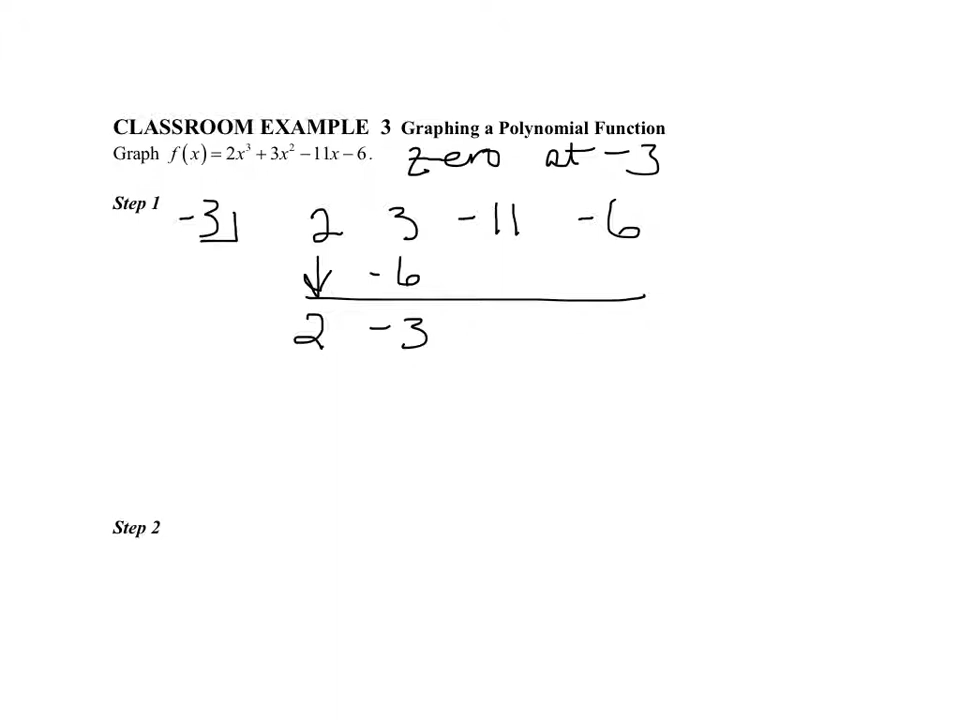 CLASSROOM EXAMPLE 3 Graphing a Polynomial Function
Graph f(x) = 2x³ + 3x² − 11x − 6. zero at −3
Step 1 −3| 2 3 −11 −6
↓ −6
2 −3
Step 2